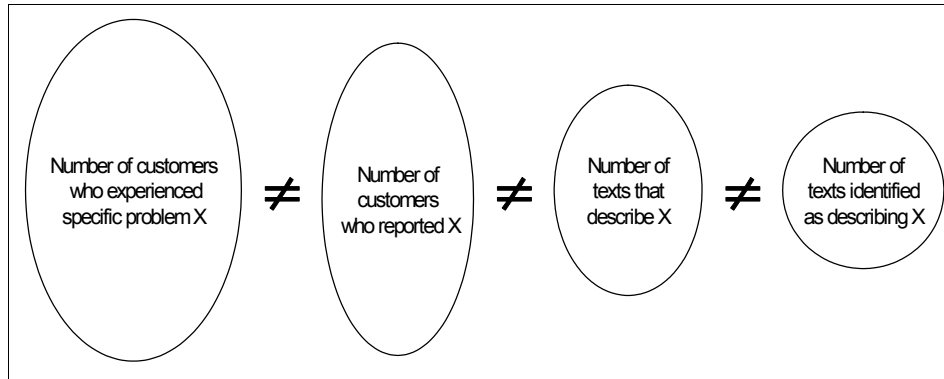 Number of customers
who experienced
specific problem X
≠
Number of
customers
who reported X
≠
Number of
texts that
describe X
≠
Number of
texts identified
as describing X